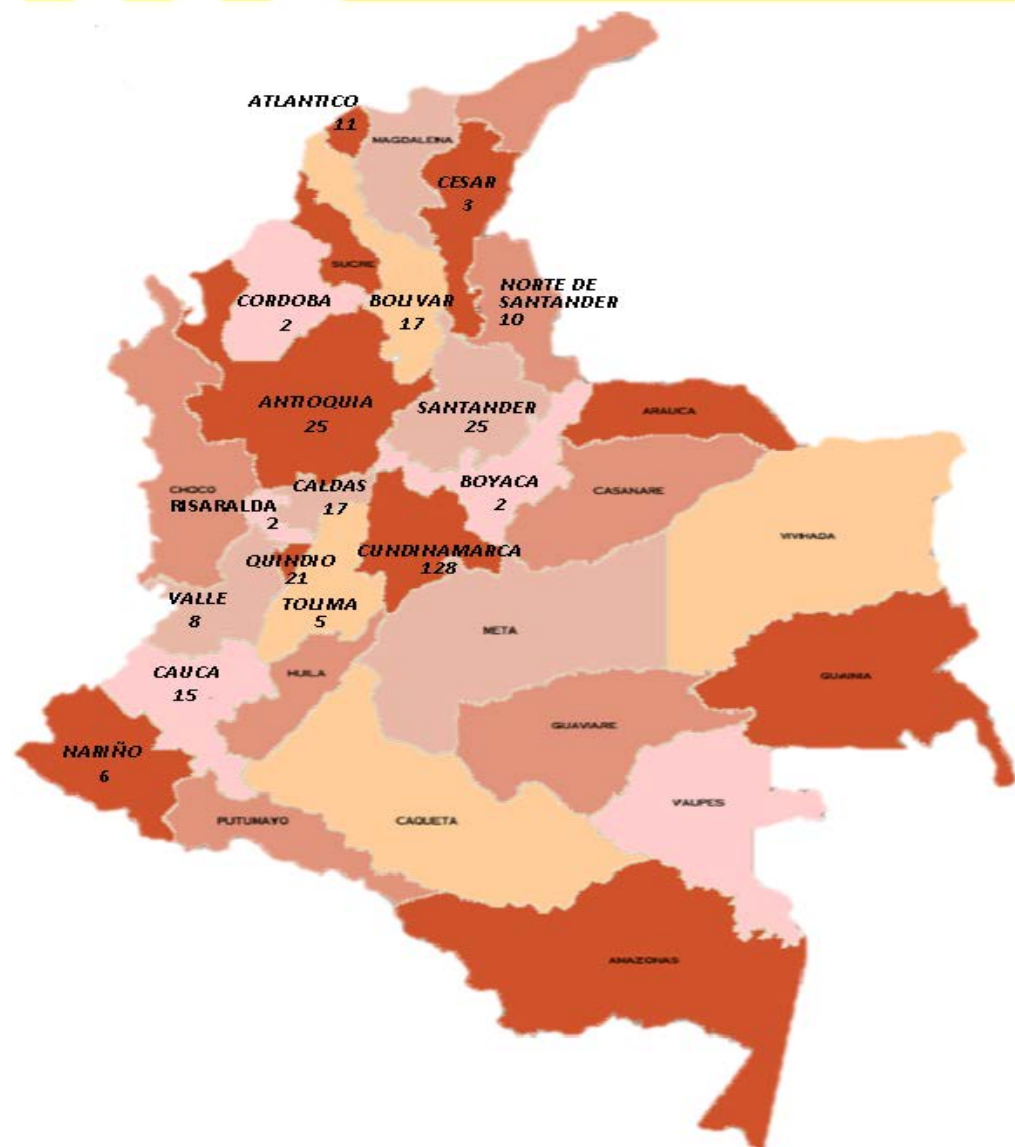 ATLANTICO
11
MAGDALENA
CESAR
3
SUCRE
CORDOBA
2
BOLIVAR
17
NORTE DE
SANTANDER
10
ANTIOQUIA
25
SANTANDER
25
ARAUCA
CHOCO
CALDAS
17
BOYACA
2
CASANARE
RISARALDA
2
VIVIHADA
QUINDIO
21
CUNDINAMARCA
128
VALLE
8
TOLIMA
5
META
CAUCA
15
HUILA
GUAINIA
NARIÑO
6
GUAVIARE
VAUPES
PUTUMAYO
CAQUETA
AMAZONAS